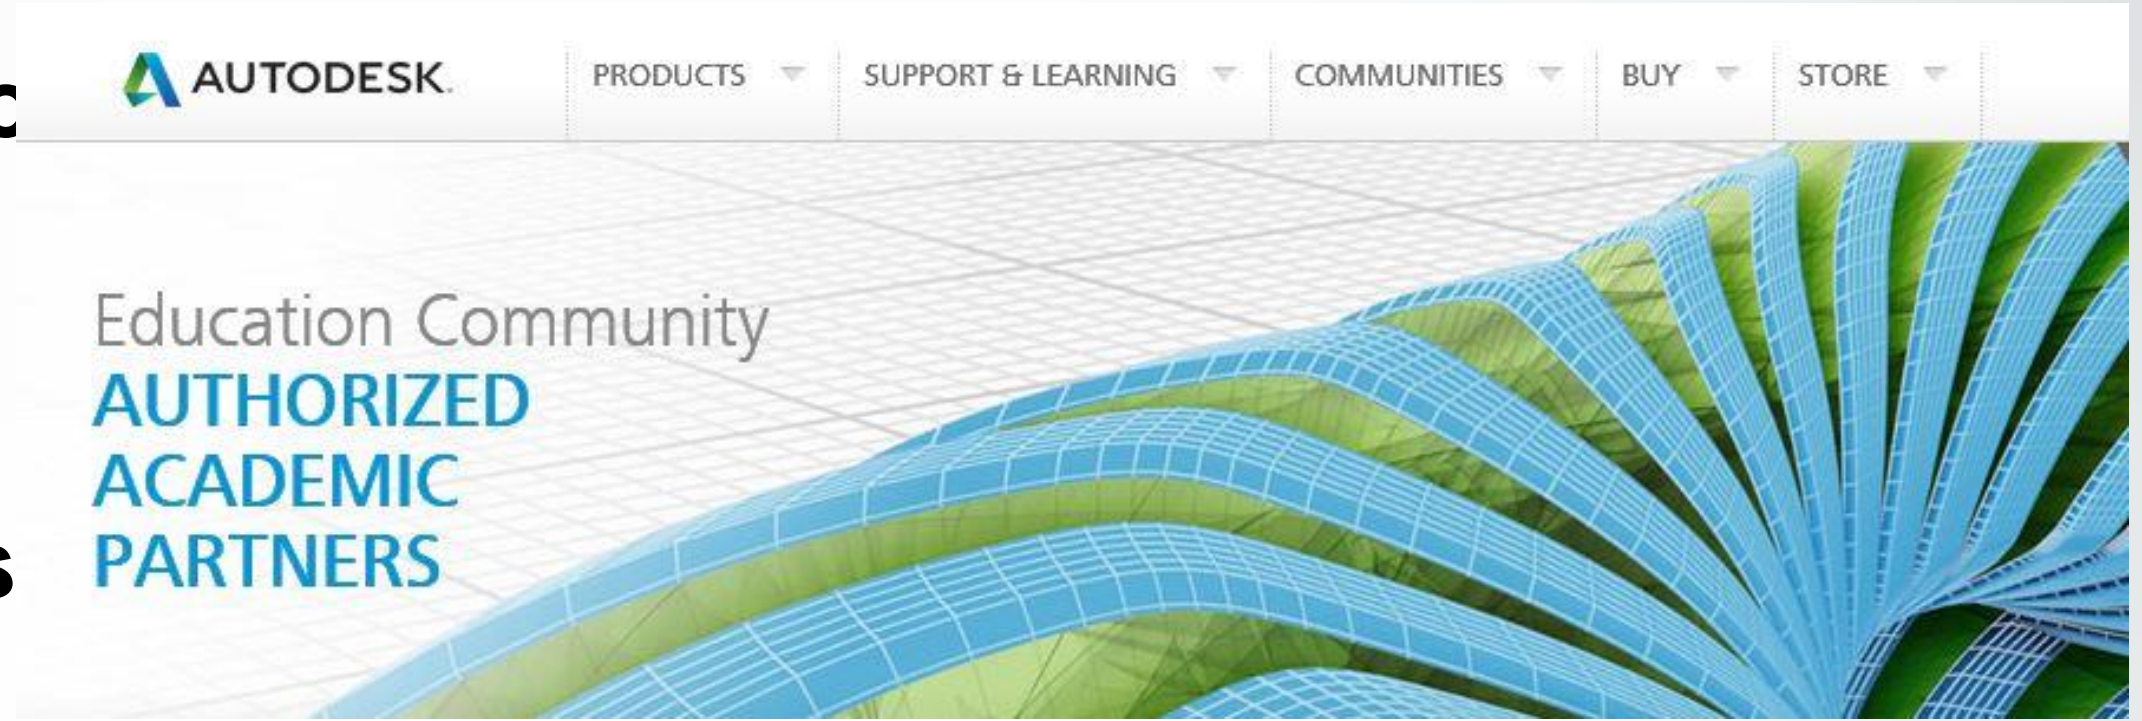 AUTODESK
PRODUCTS
SUPPORT & LEARNING
COMMUNITIES
BUY
STORE
Education Community
AUTHORIZED
ACADEMIC
PARTNERS
s